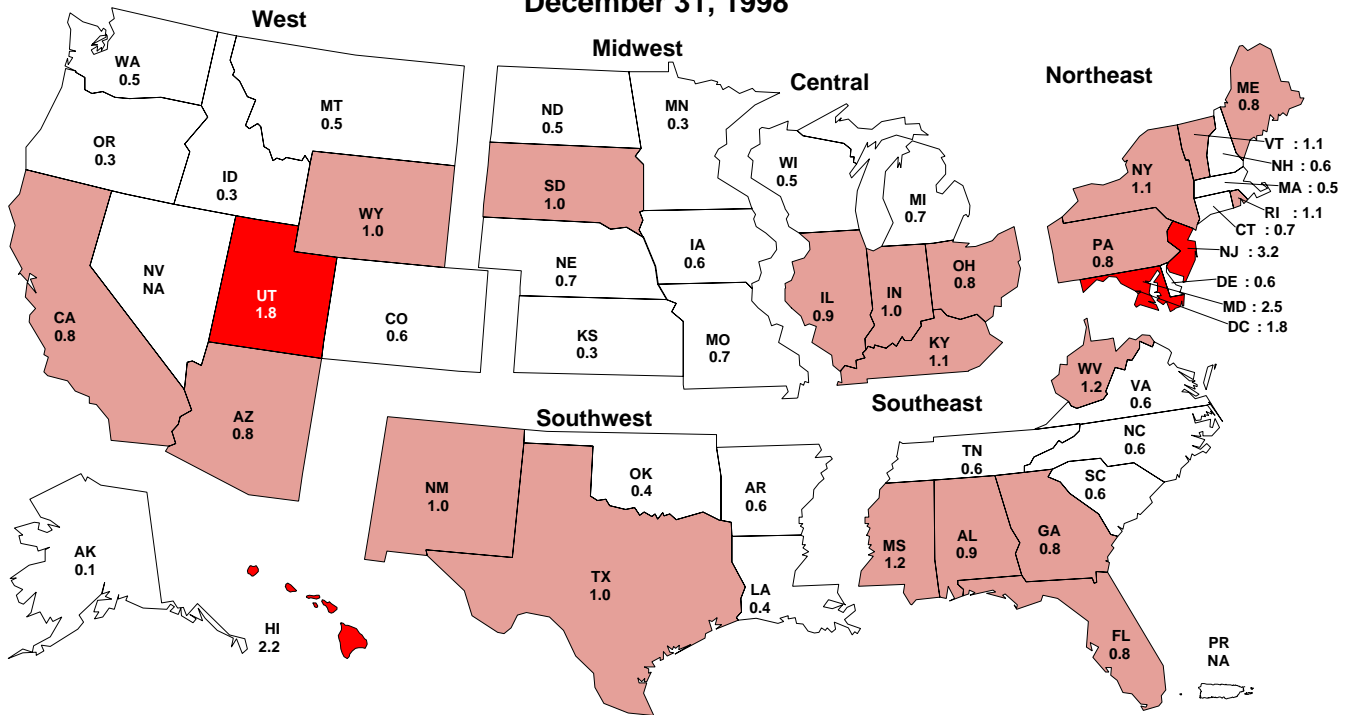 December 31, 1998
West
WA
0.5
OR
0.3
ID
0.3
MT
0.5
WY
1.0
CA
0.8
NV
NA
UT
1.8
CO
0.6
AZ
0.8
AK
0.1
HI
2.2
Midwest
ND
0.5
MN
0.3
SD
1.0
NE
0.7
IA
0.6
KS
0.3
MO
0.7
Central
WI
0.5
MI
0.7
IL
0.9
IN
1.0
OH
0.8
KY
1.1
Northeast
ME
0.8
VT : 1.1
NH : 0.6
MA : 0.5
NY
1.1
RI : 1.1
CT : 0.7
PA
0.8
NJ : 3.2
DE : 0.6
MD : 2.5
DC : 1.8
Southwest
NM
1.0
OK
0.4
AR
0.6
TX
1.0
LA
0.4
Southeast
WV
1.2
VA
0.6
TN
0.6
NC
0.6
SC
0.6
MS
1.2
AL
0.9
GA
0.8
FL
0.8
PR
NA